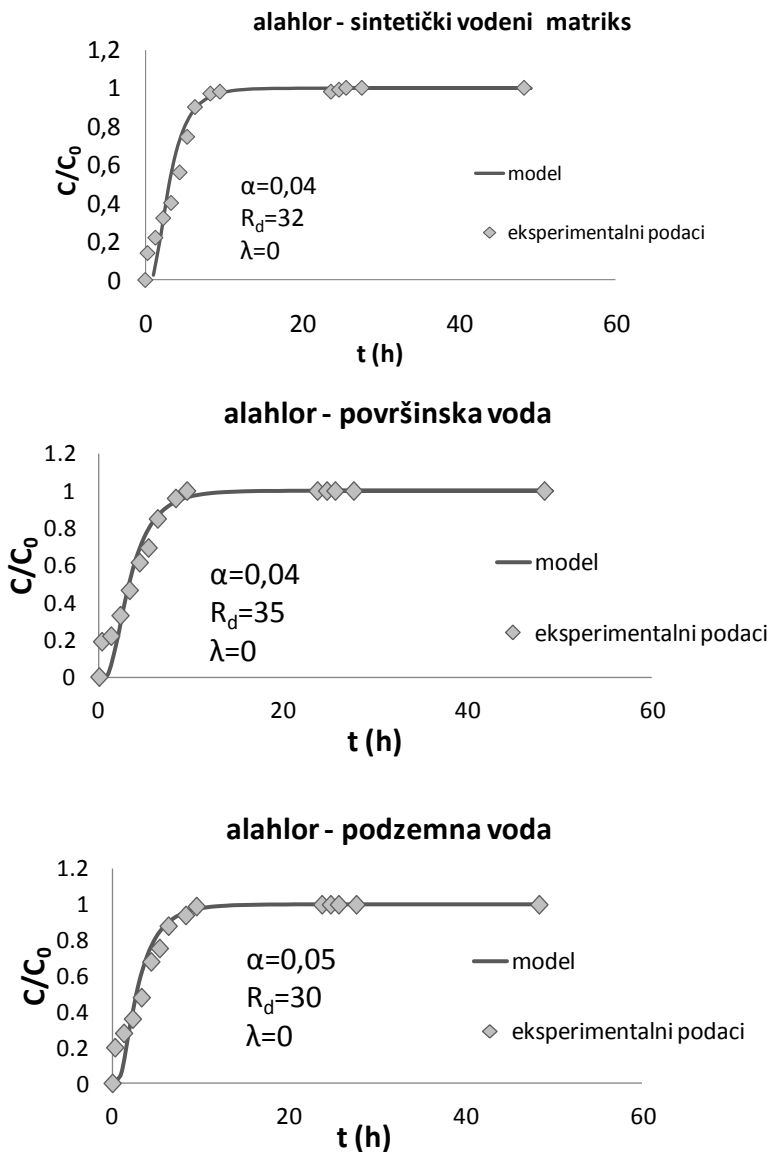 alahlor - sintetički vodeni matriks
1,2
1
0,8
0,6
0,4
0,2
0
C/C₀
α=0,04
R_d=32
λ=0
model
eksperimentalni podaci
0 20 40 60
t (h)
alahlor - površinska voda
1.2
1
0.8
0.6
0.4
0.2
0
C/C₀
α=0,04
R_d=35
λ=0
model
eksperimentalni podaci
0 20 40 60
t (h)
alahlor - podzemna voda
1.2
1
0.8
0.6
0.4
0.2
0
C/C₀
α=0,05
R_d=30
λ=0
model
eksperimentalni podaci
0 20 40 60
t (h)